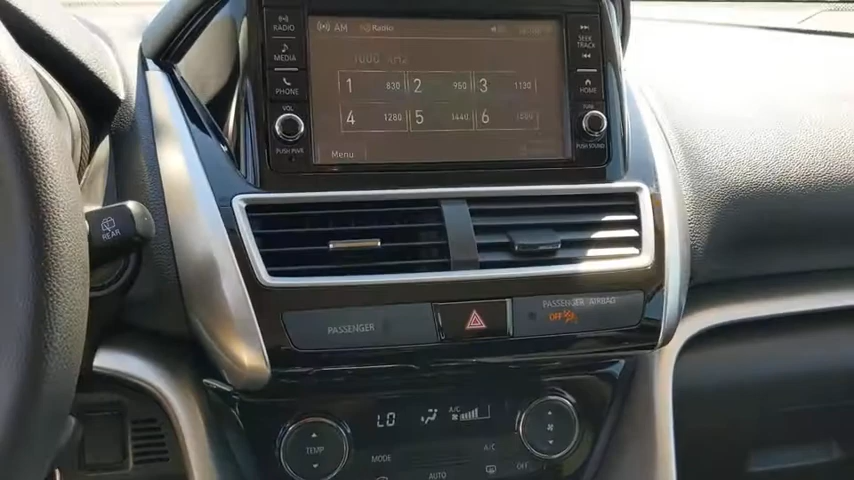 RADIO
MEDIA
PHONE
VOL
PUSH PWR
AM
Radio
1 830
2 950
3 1130
4 1280
5 1440
6
Menu
SEEK
TRACK
HOME
PUSH SOUND
REAR
PASSENGER
PASSENGER AIRBAG
OFF
LO
A/C
TEMP
MODE
AUTO
A/C
OFF